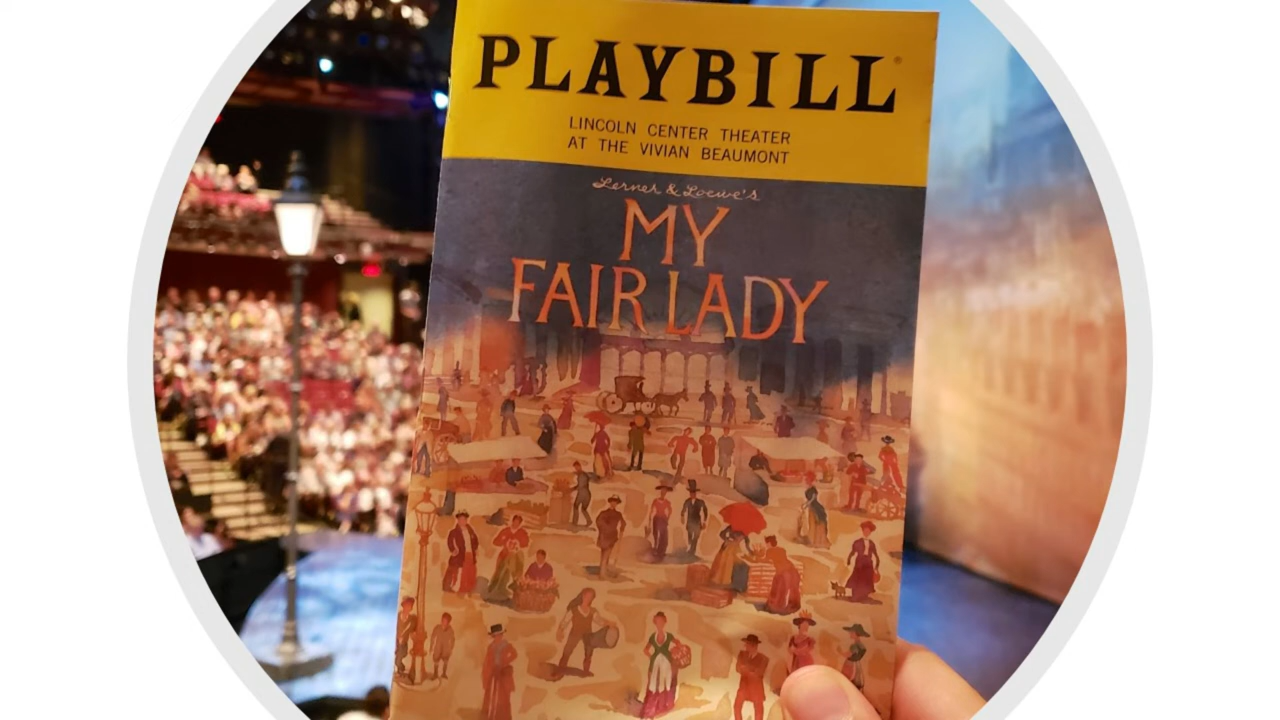 PLAYBILL®
LINCOLN CENTER THEATER
AT THE VIVIAN BEAUMONT
Lerner & Loewe's
MY
FAIR LADY